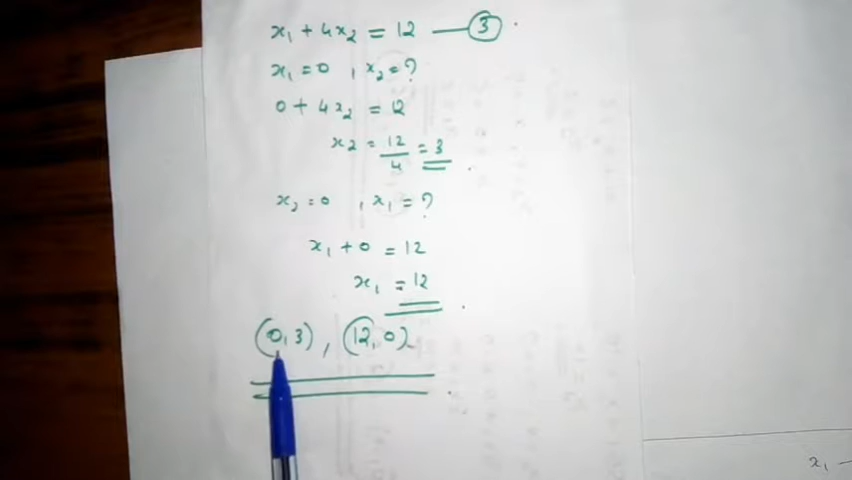 x₁ + 4x₂ = 12 — ③
x₁ = 0 , x₂ = ?
0 + 4x₂ = 12
x₂ = 12/4 = 3
x₂ = 0 , x₁ = ?
x₁ + 0 = 12
x₁ = 12
(0,3) , (12,0)
x₁ —